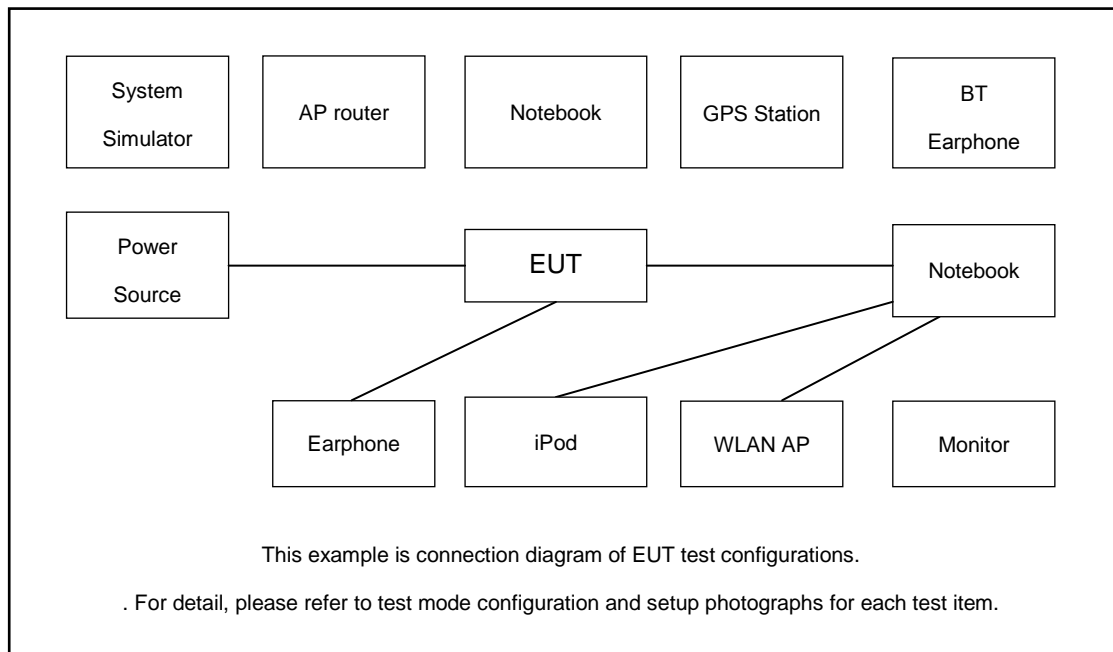 System
Simulator
AP router
Notebook
GPS Station
BT
Earphone
Power
Source
EUT
Notebook
Earphone
iPod
WLAN AP
Monitor
This example is connection diagram of EUT test configurations.
. For detail, please refer to test mode configuration and setup photographs for each test item.